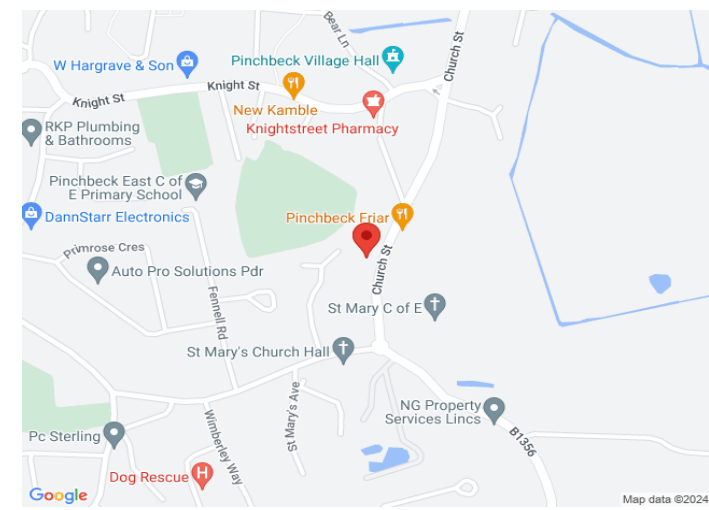 Bear Ln
Church St
Pinchbeck Village Hall
W Hargrave & Son
Knight St
Knight St
New Kamble
Knightstreet Pharmacy
RKP Plumbing
& Bathrooms
Pinchbeck East C of
E Primary School
DannStarr Electronics
Pinchbeck Friar
Primrose Cres
Auto Pro Solutions Pdr
Church St
Fennell Rd
St Mary C of E
St Mary's Church Hall
St Mary's Ave
Wimberley Way
NG Property
Services Lincs
B1356
Pc Sterling
Dog Rescue
H
Google
Map data ©2024